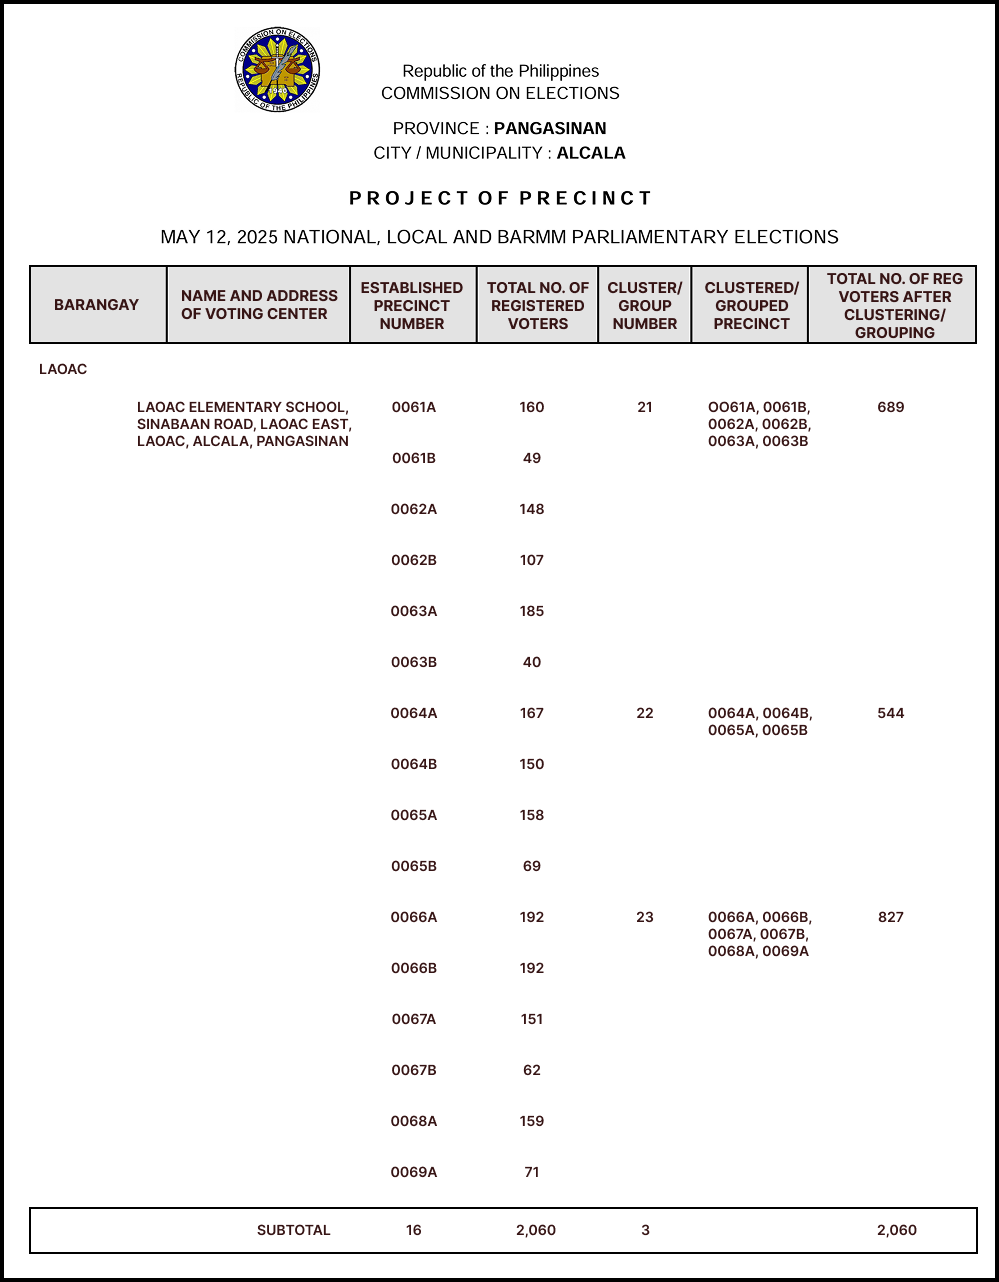 COMMISSION ON ELECTIONS
REPUBLIC OF THE PHILIPPINES
1940
Republic of the Philippines
COMMISSION ON ELECTIONS
PROVINCE : PANGASINAN
CITY / MUNICIPALITY : ALCALA
PROJECT OF PRECINCT
MAY 12, 2025 NATIONAL, LOCAL AND BARMM PARLIAMENTARY ELECTIONS
BARANGAY
NAME AND ADDRESS
OF VOTING CENTER
ESTABLISHED
PRECINCT
NUMBER
TOTAL NO. OF
REGISTERED
VOTERS
CLUSTER/
GROUP
NUMBER
CLUSTERED/
GROUPED
PRECINCT
TOTAL NO. OF REG
VOTERS AFTER
CLUSTERING/
GROUPING
LAOAC
LAOAC ELEMENTARY SCHOOL,
SINABAAN ROAD, LAOAC EAST,
LAOAC, ALCALA, PANGASINAN
0061A 160 21 OO61A, 0061B, 689
0062A, 0062B,
0063A, 0063B
0061B 49
0062A 148
0062B 107
0063A 185
0063B 40
0064A 167 22 0064A, 0064B, 544
0065A, 0065B
0064B 150
0065A 158
0065B 69
0066A 192 23 0066A, 0066B, 827
0067A, 0067B,
0068A, 0069A
0066B 192
0067A 151
0067B 62
0068A 159
0069A 71
SUBTOTAL 16 2,060 3 2,060